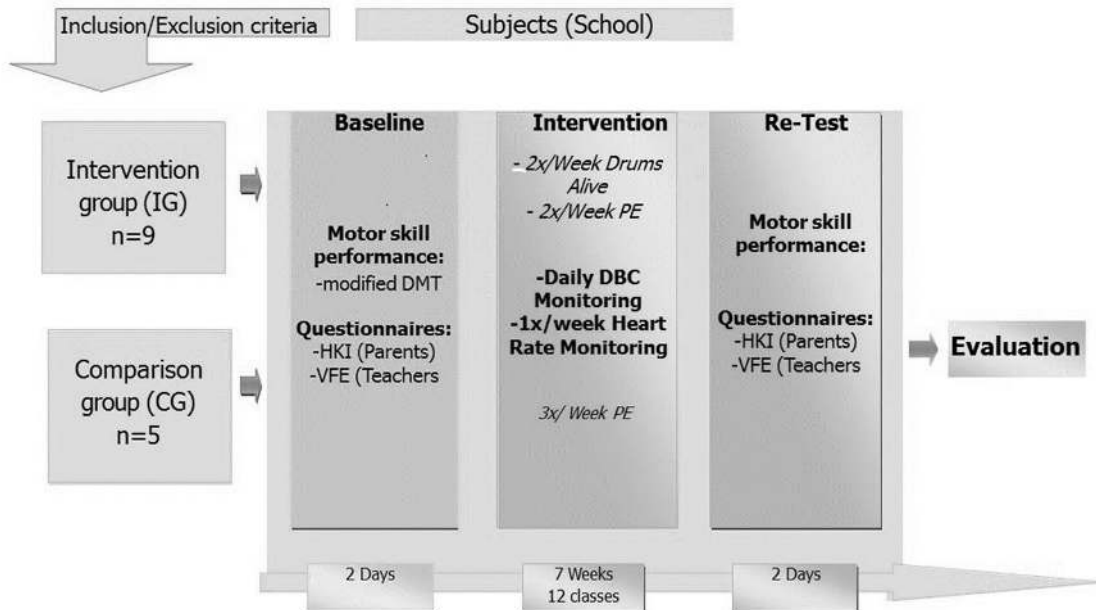 Inclusion/Exclusion criteria
Subjects (School)
Intervention
group (IG)
n=9
Comparison
group (CG)
n=5
Baseline
Motor skill
performance:
-modified DMT
Questionnaires:
-HKI (Parents)
-VFE (Teachers
Intervention
- 2x/Week Drums
Alive
- 2x/Week PE
-Daily DBC
Monitoring
-1x/week Heart
Rate Monitoring
3x/ Week PE
Re-Test
Motor skill
performance:
Questionnaires:
-HKI (Parents)
-VFE (Teachers
Evaluation
2 Days
7 Weeks
12 classes
2 Days